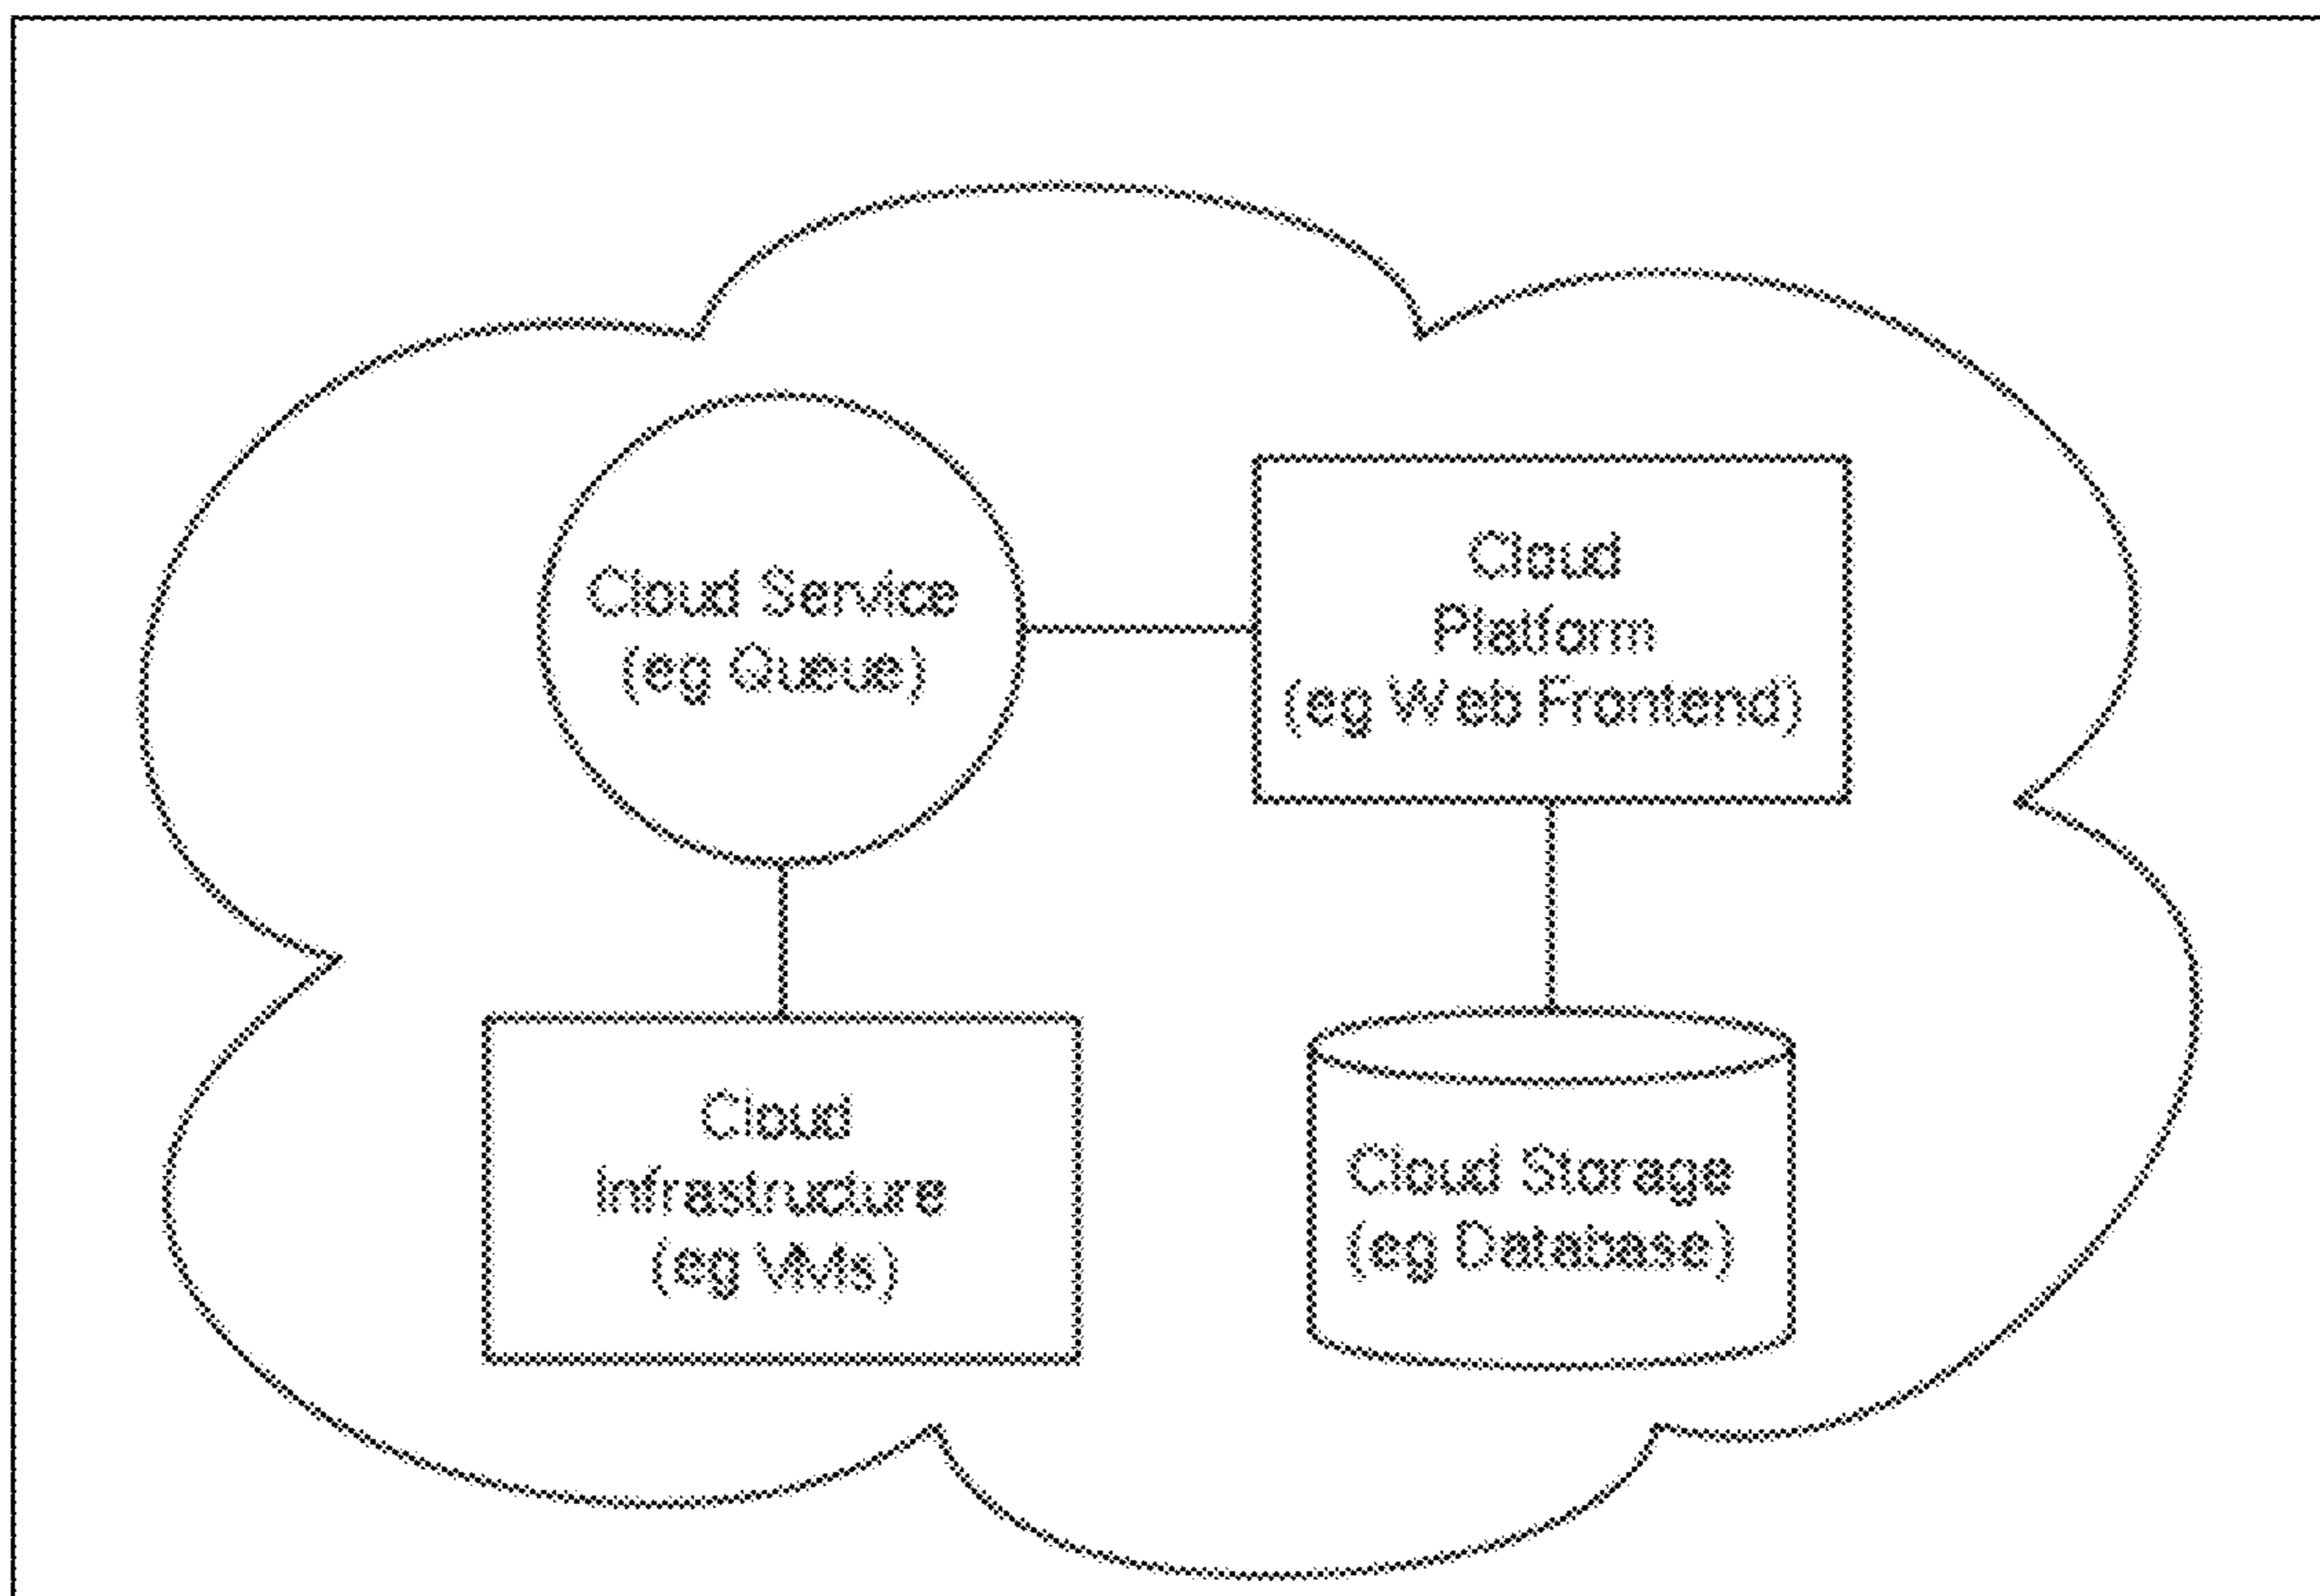 Cloud Service
(eg Queue)
Cloud
Platform
(eg Web Frontend)
Cloud
Infrastructure
(eg VMs)
Cloud Storage
(eg Database)